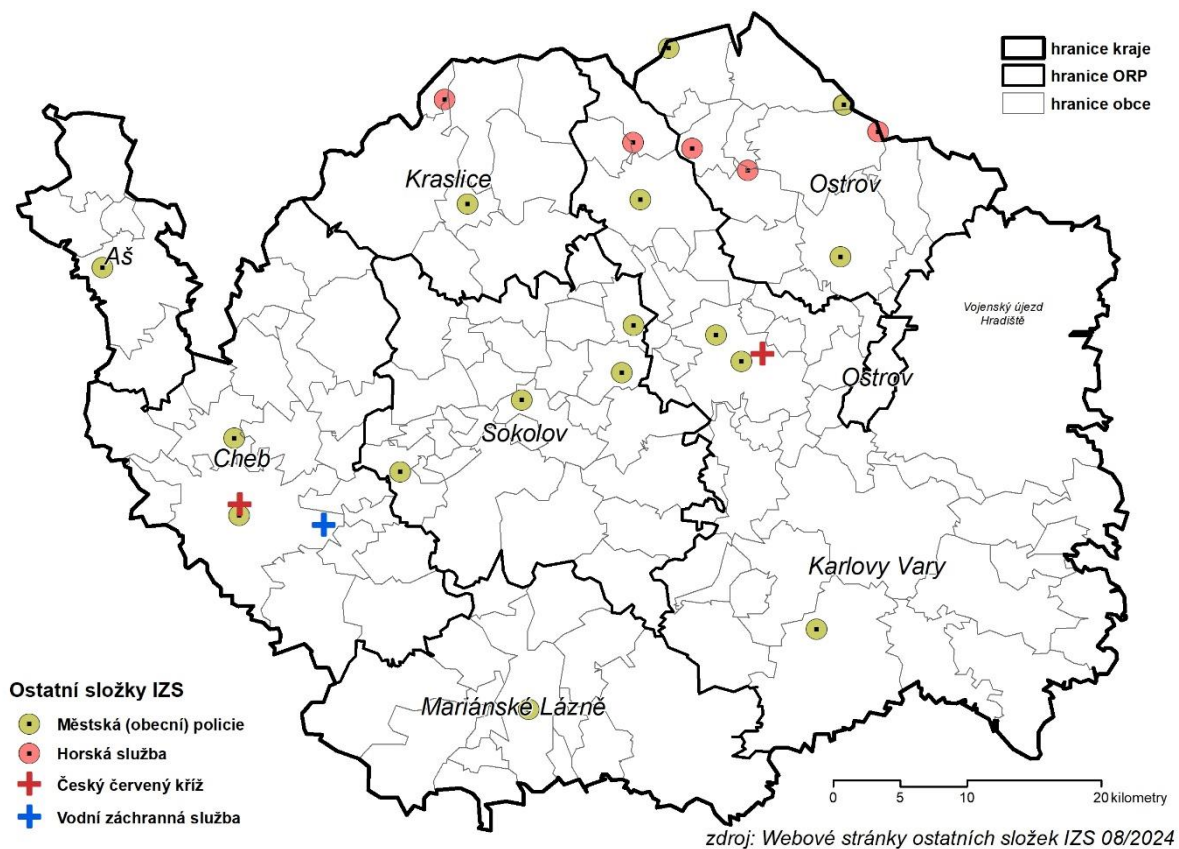 hranice kraje
hranice ORP
hranice obce
Kraslice
Ostrov
Aš
Vojenský újezd
Hradiště
Ostrov
Sokolov
Cheb
Karlovy Vary
Mariánské Lázně
Ostatní složky IZS
Městská (obecní) policie
Horská služba
Český červený kříž
Vodní záchranná služba
0 5 10 20 kilometry
zdroj: Webové stránky ostatních složek IZS 08/2024